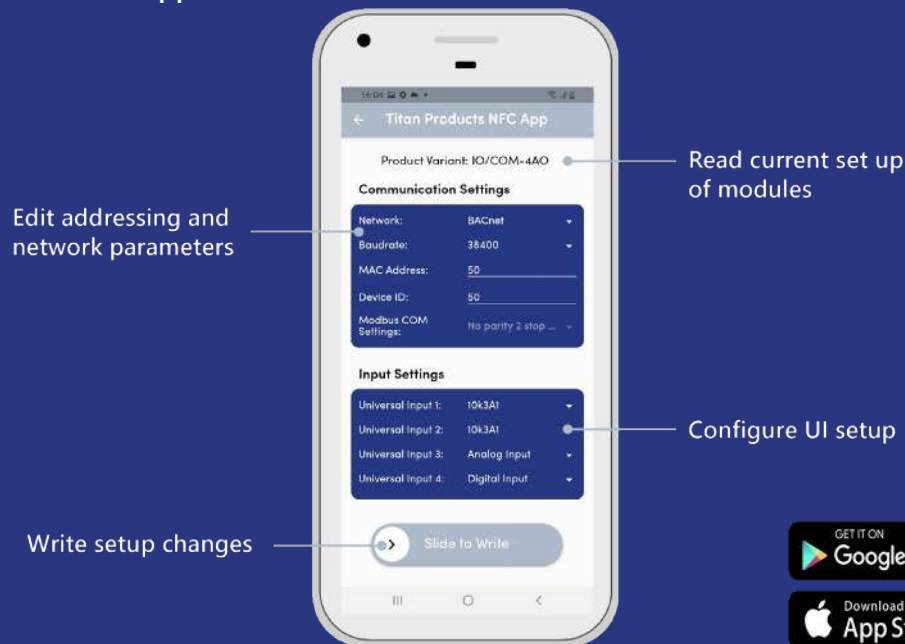 16:04
Titan Products NFC App
Product Variant: IO/COM-4AO
Read current set up
of modules
Communication Settings
Edit addressing and
network parameters
Network: BACnet
Baudrate: 38400
MAC Address: 50
Device ID: 50
Modbus COM
Settings: No parity 2 stop ...
Input Settings
Universal Input 1: 10k3A1
Universal Input 2: 10k3A1
Configure UI setup
Universal Input 3: Analog Input
Universal Input 4: Digital Input
Write setup changes
Slide to Write
GET IT ON
Google
Download
App S